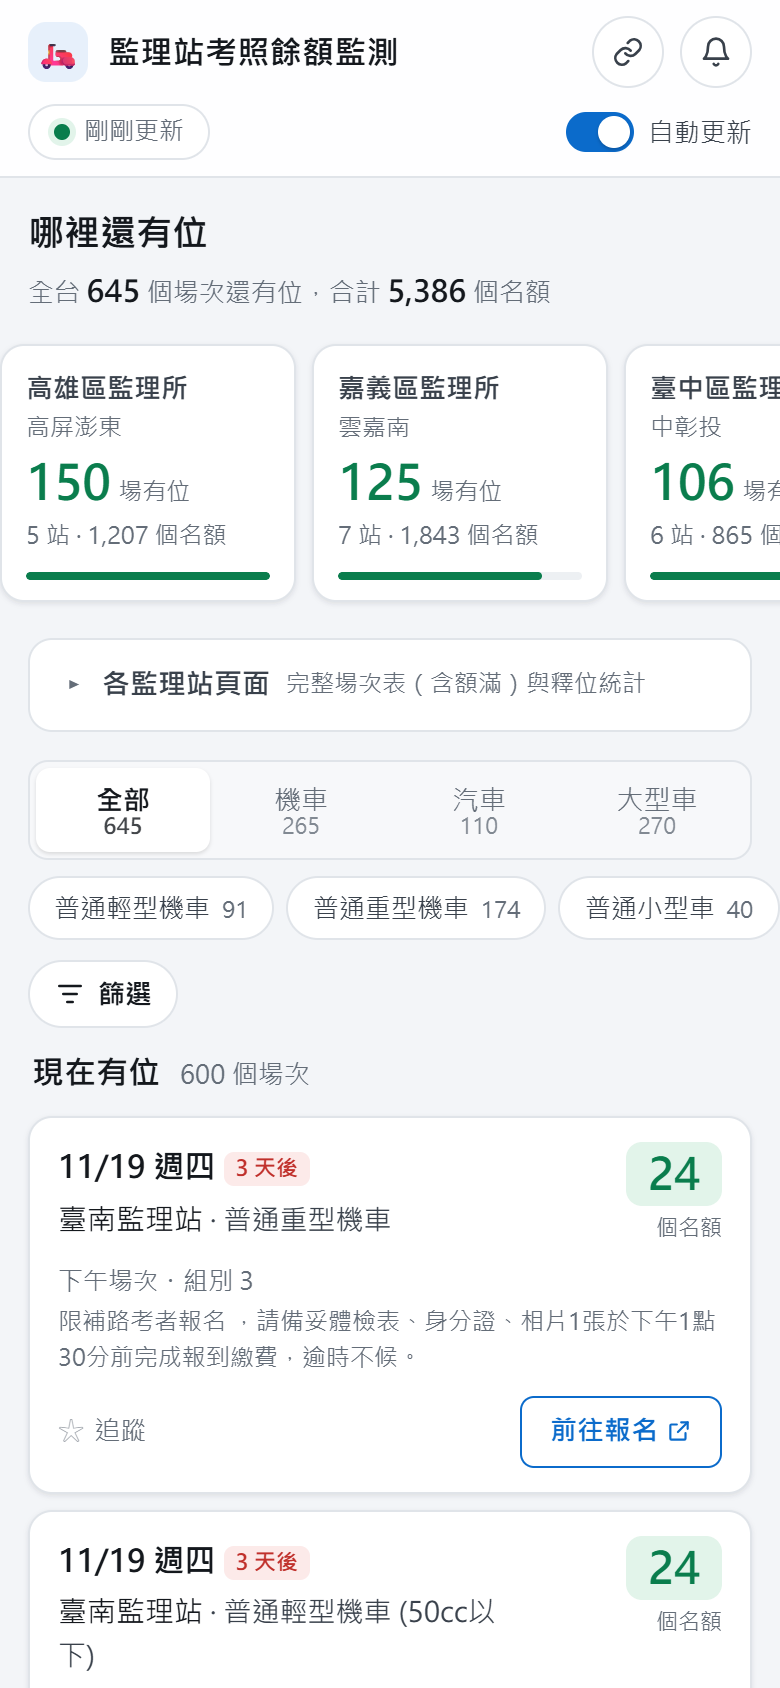 監理站考照餘額監測
剛剛更新
自動更新
哪裡還有位
全台 645 個場次還有位，合計 5,386 個名額
高雄區監理所
高屏澎東
150 場有位
5 站 · 1,207 個名額
嘉義區監理所
雲嘉南
125 場有位
7 站 · 1,843 個名額
臺中區監理
中彰投
106 場有
6 站 · 865 個
▸ 各監理站頁面 完整場次表（含額滿）與釋位統計
全部
645
機車
265
汽車
110
大型車
270
普通輕型機車 91
普通重型機車 174
普通小型車 40
篩選
現在有位 600 個場次
11/19 週四 3 天後
24
個名額
臺南監理站 · 普通重型機車
下午場次 · 組別 3
限補路考者報名 ，請備妥體檢表、身分證、相片1張於下午1點
30分前完成報到繳費，逾時不候。
☆ 追蹤
前往報名
11/19 週四 3 天後
24
個名額
臺南監理站 · 普通輕型機車 (50cc以
下)